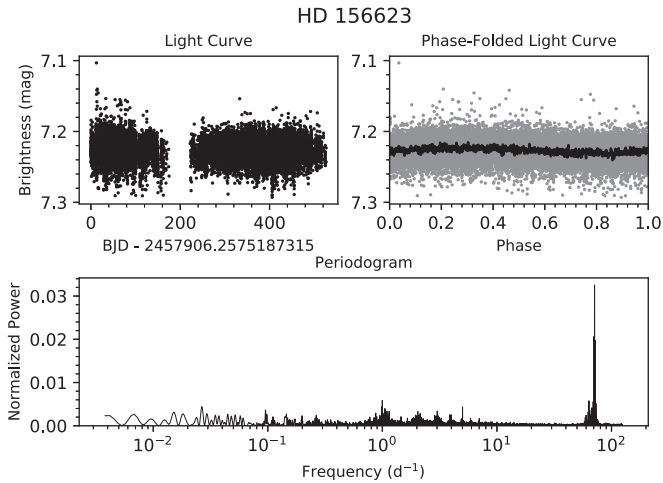 HD 156623
Light Curve
Phase-Folded Light Curve
Brightness (mag)
7.1
7.2
7.3
0 200 400
BJD - 2457906.2575187315
7.1
7.2
7.3
0.0 0.2 0.4 0.6 0.8 1.0
Phase
Periodogram
Normalized Power
0.03
0.02
0.01
0.00
10⁻² 10⁻¹ 10⁰ 10¹ 10²
Frequency (d⁻¹)